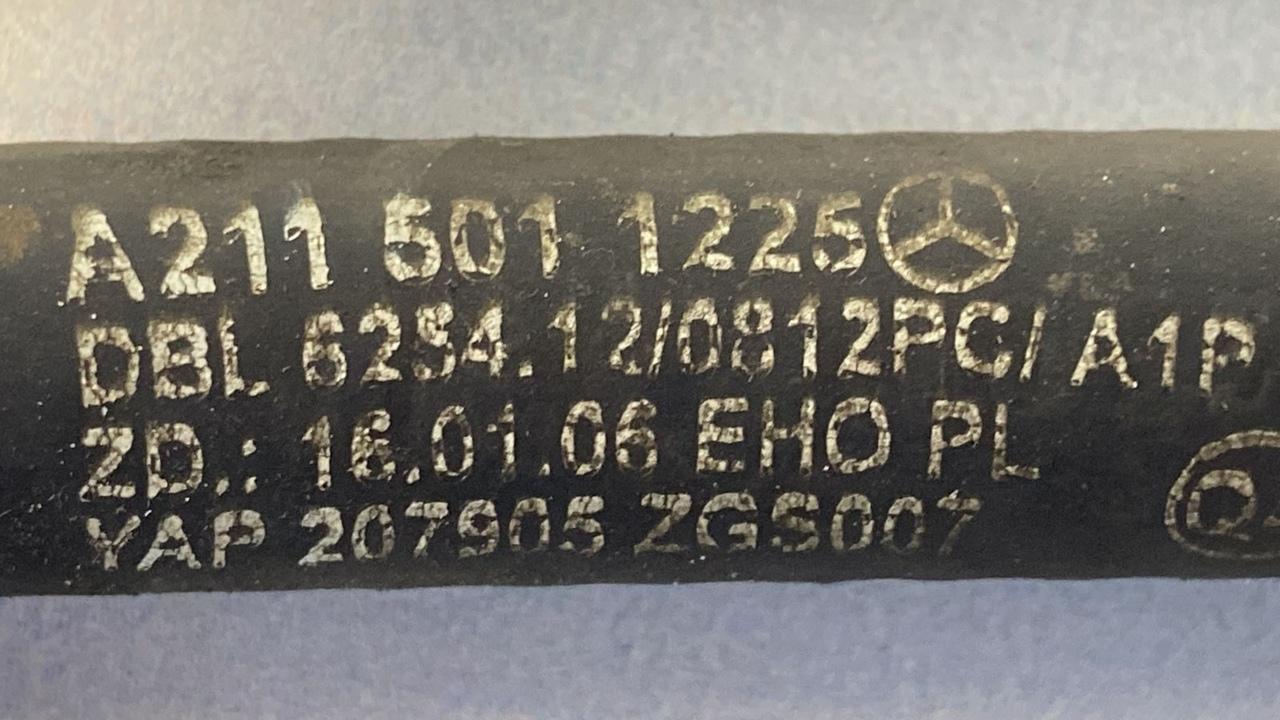 A211 501 1225
DBL 6254.12/0812PC/ A1P
ZD.: 16.01.06 EHO PL
YAP 207905 ZGS007